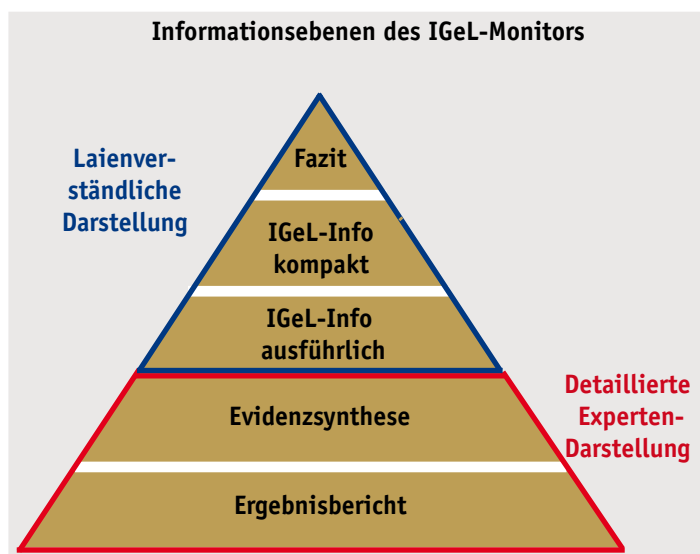 Informationsebenen des IGeL-Monitors
Laienver-
ständliche
Darstellung
Fazit
IGeL-Info
kompakt
IGeL-Info
ausführlich
Evidenzsynthese
Ergebnisbericht
Detaillierte
Experten-
Darstellung